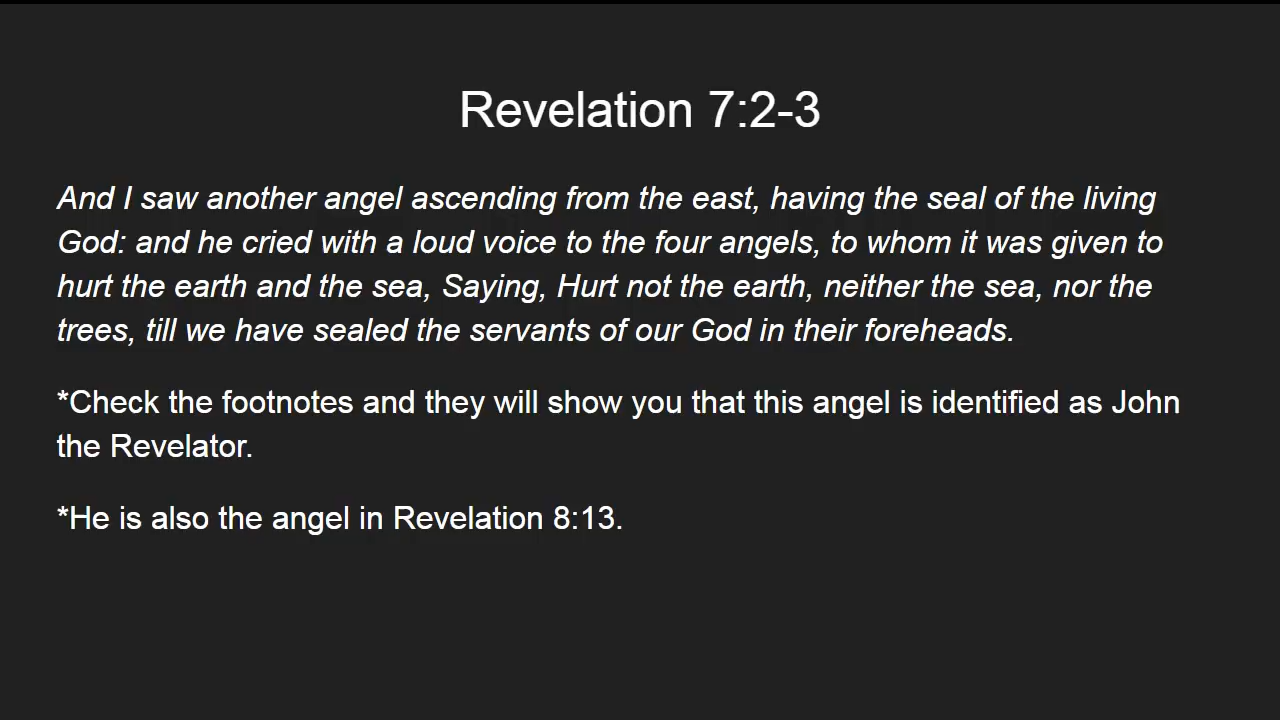 Revelation 7:2-3
And I saw another angel ascending from the east, having the seal of the living
God: and he cried with a loud voice to the four angels, to whom it was given to
hurt the earth and the sea, Saying, Hurt not the earth, neither the sea, nor the
trees, till we have sealed the servants of our God in their foreheads.
*Check the footnotes and they will show you that this angel is identified as John
the Revelator.
*He is also the angel in Revelation 8:13.